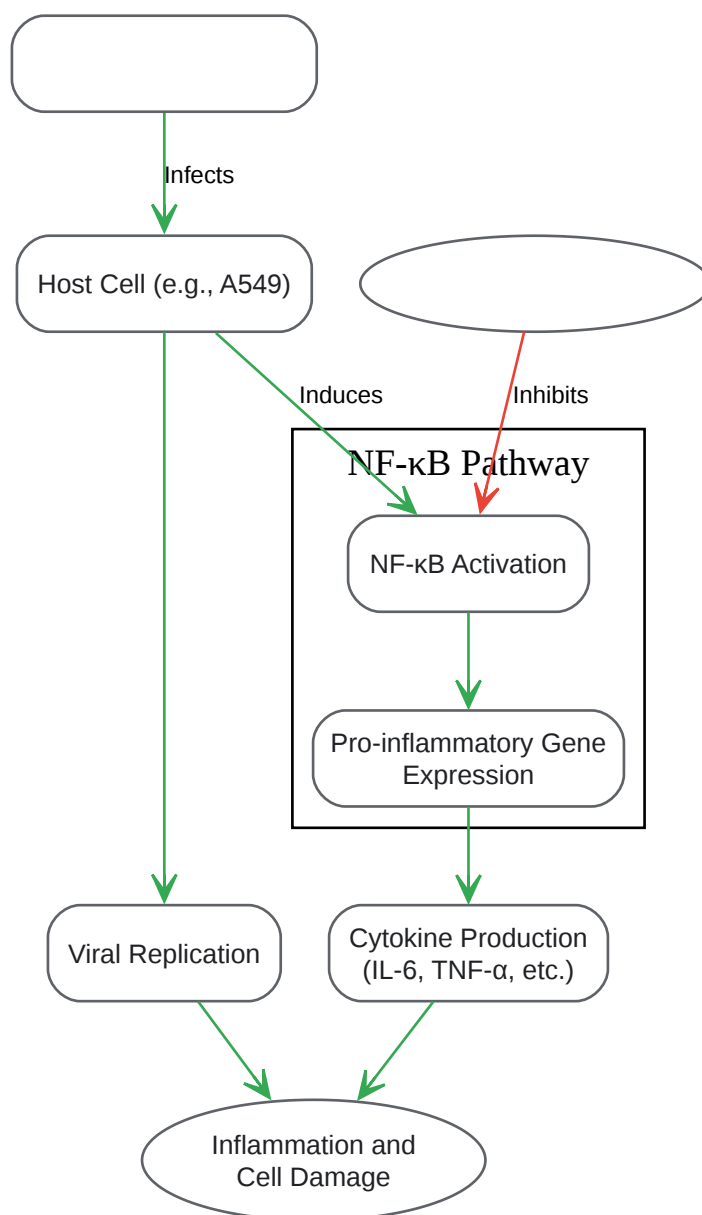 Infects
Host Cell (e.g., A549)
Induces
Inhibits
NF-κB Pathway
NF-κB Activation
Pro-inflammatory Gene
Expression
Viral Replication
Cytokine Production
(IL-6, TNF-α, etc.)
Inflammation and
Cell Damage